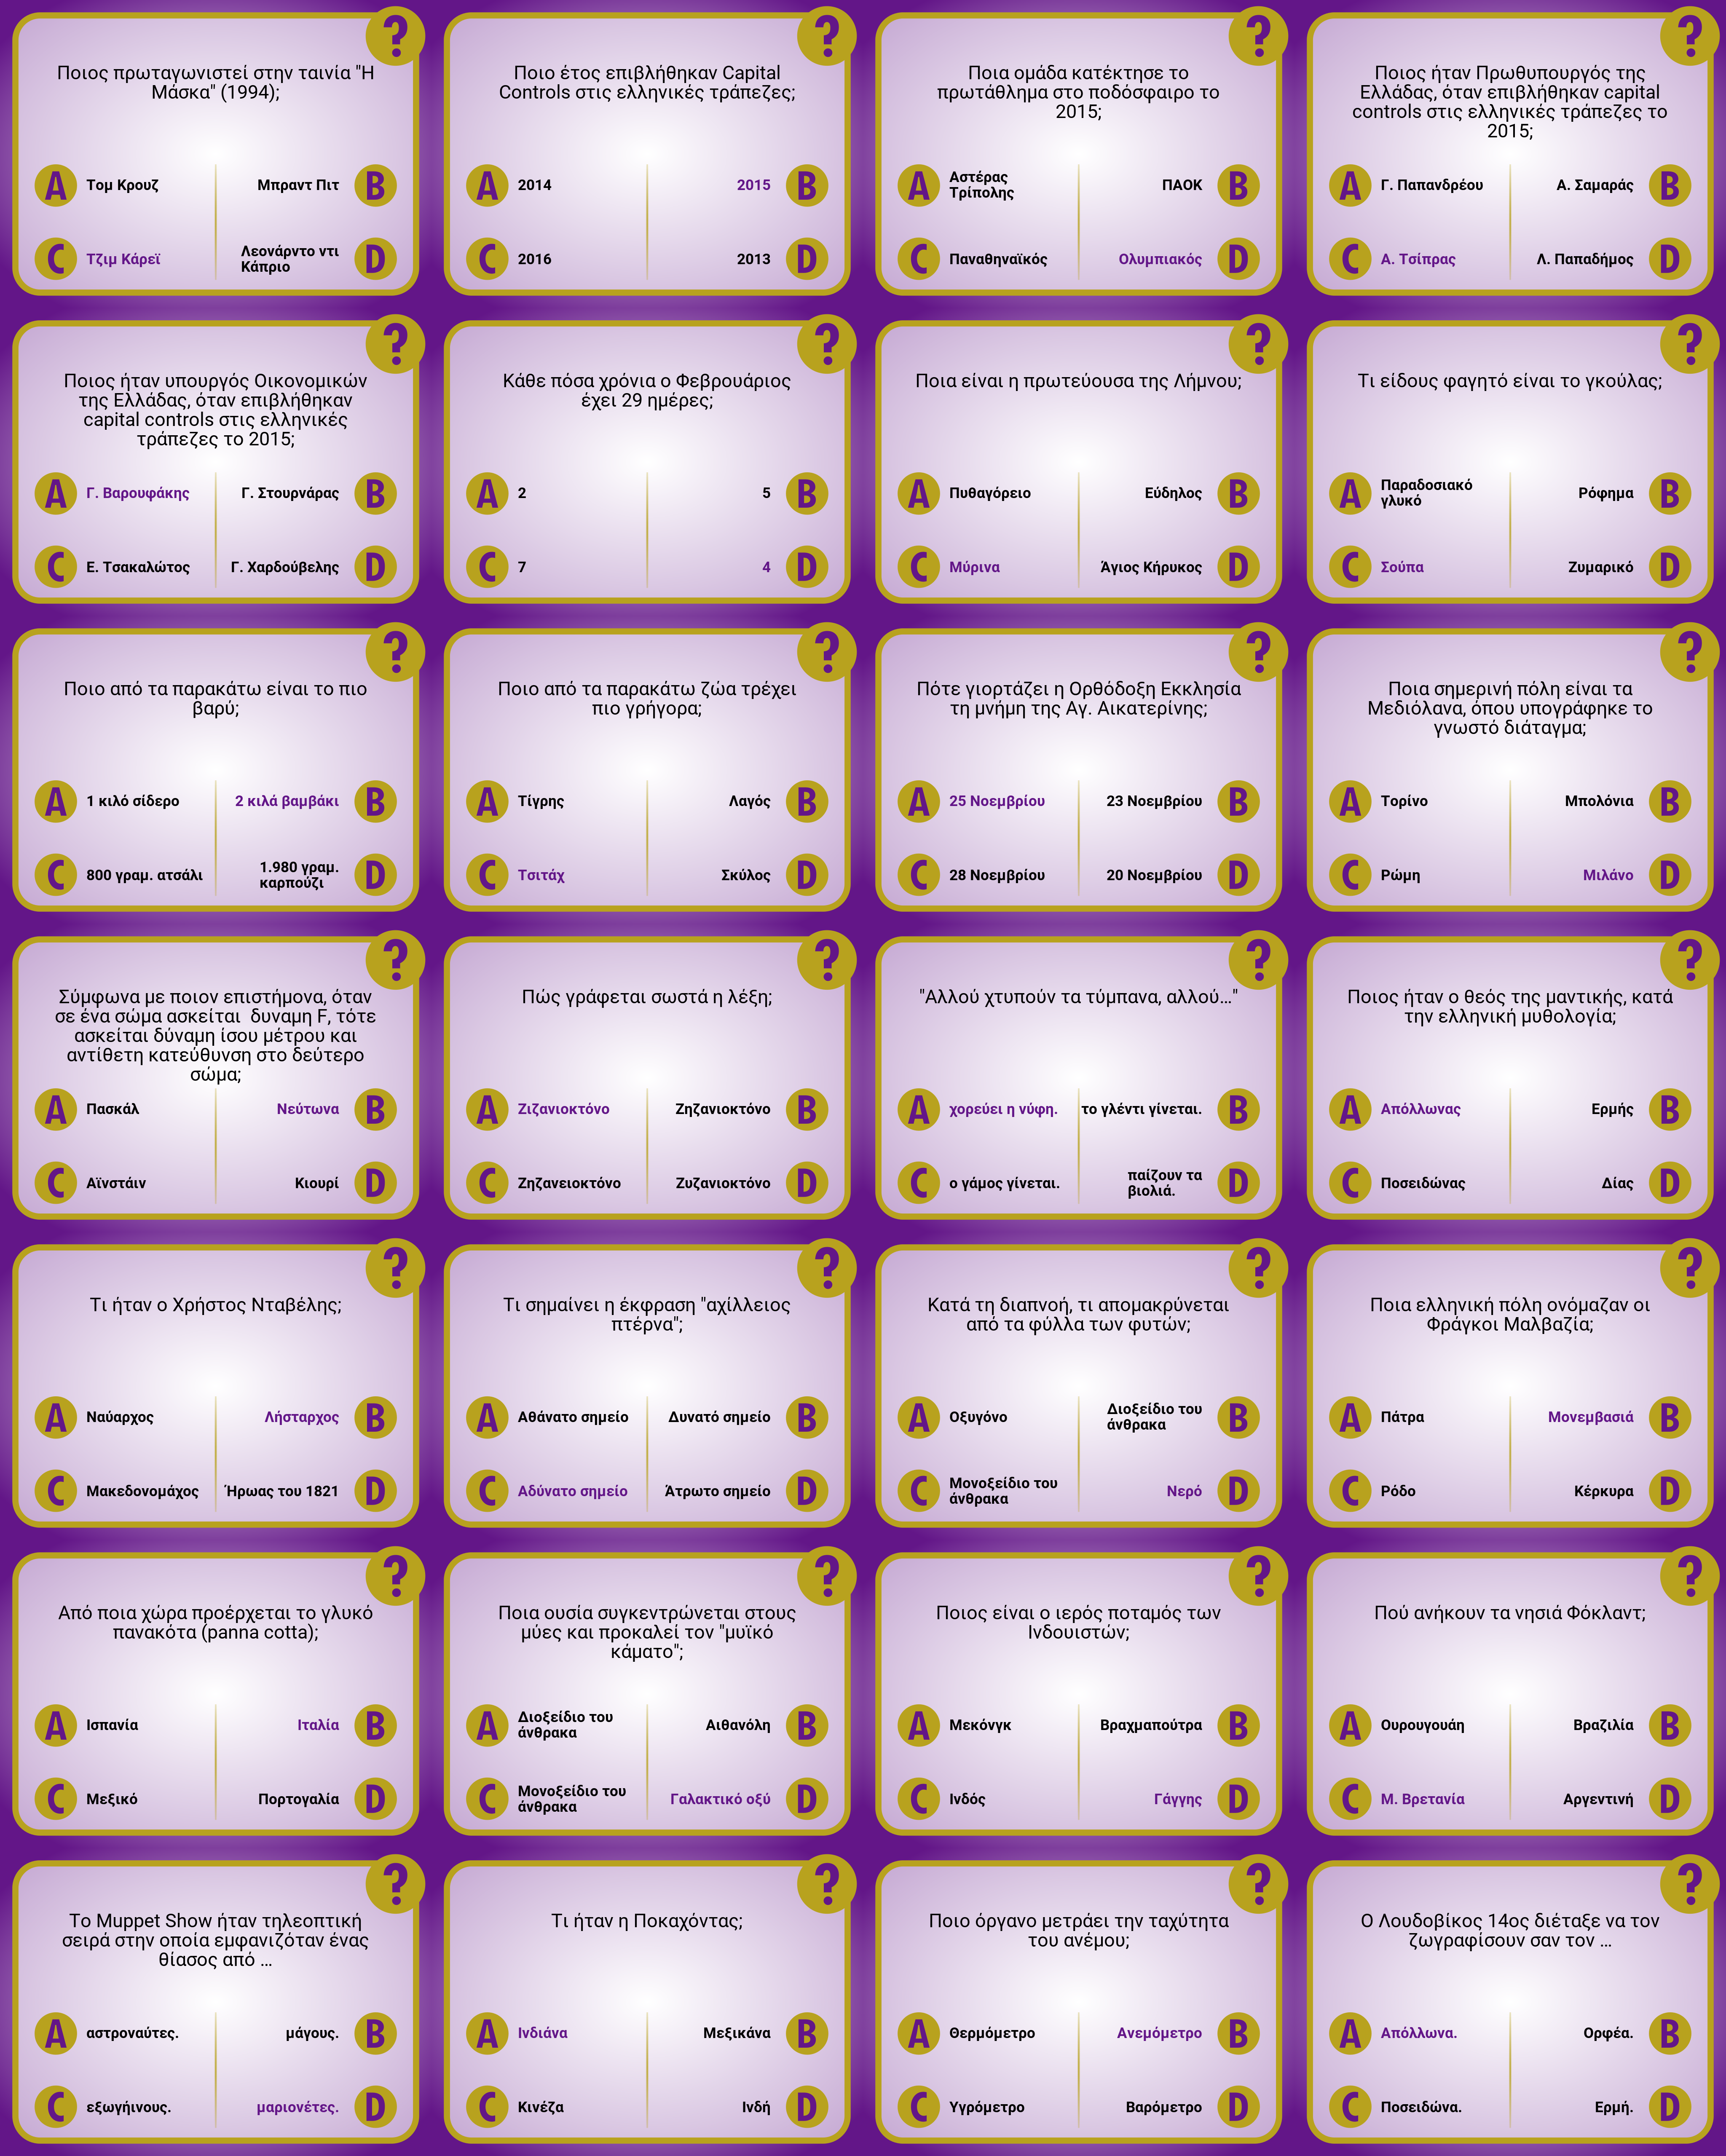 ?
Ποιος πρωταγωνιστεί στην ταινία "Η
Μάσκα" (1994);
A Τομ Κρουζ
Μπραντ Πιτ B
C Τζιμ Κάρεϊ
Λεονάρντο ντι
Κάπριο D
?
Ποιο έτος επιβλήθηκαν Capital
Controls στις ελληνικές τράπεζες;
A 2014
2015 B
C 2016
2013 D
?
Ποια ομάδα κατέκτησε το
πρωτάθλημα στο ποδόσφαιρο το
2015;
A Αστέρας
Τρίπολης
ΠΑΟΚ B
C Παναθηναϊκός
Ολυμπιακός D
?
Ποιος ήταν Πρωθυπουργός της
Ελλάδας, όταν επιβλήθηκαν capital
controls στις ελληνικές τράπεζες το
2015;
A Γ. Παπανδρέου
Α. Σαμαράς B
C Α. Τσίπρας
Λ. Παπαδήμος D
?
Ποιος ήταν υπουργός Οικονομικών
της Ελλάδας, όταν επιβλήθηκαν
capital controls στις ελληνικές
τράπεζες το 2015;
A Γ. Βαρουφάκης
Γ. Στουρνάρας B
C Ε. Τσακαλώτος
Γ. Χαρδούβελης D
?
Κάθε πόσα χρόνια ο Φεβρουάριος
έχει 29 ημέρες;
A 2
5 B
C 7
4 D
?
Ποια είναι η πρωτεύουσα της Λήμνου;
A Πυθαγόρειο
Εύδηλος B
C Μύρινα
Άγιος Κήρυκος D
?
Τι είδους φαγητό είναι το γκούλας;
A Παραδοσιακό
γλυκό
Ρόφημα B
C Σούπα
Ζυμαρικό D
?
Ποιο από τα παρακάτω είναι το πιο
βαρύ;
A 1 κιλό σίδερο
2 κιλά βαμβάκι B
C 800 γραμ. ατσάλι
1.980 γραμ.
καρπούζι D
?
Ποιο από τα παρακάτω ζώα τρέχει
πιο γρήγορα;
A Τίγρης
Λαγός B
C Τσιτάχ
Σκύλος D
?
Πότε γιορτάζει η Ορθόδοξη Εκκλησία
τη μνήμη της Αγ. Αικατερίνης;
A 25 Νοεμβρίου
23 Νοεμβρίου B
C 28 Νοεμβρίου
20 Νοεμβρίου D
?
Ποια σημερινή πόλη είναι τα
Μεδιόλανα, όπου υπογράφηκε το
γνωστό διάταγμα;
A Τορίνο
Μπολόνια B
C Ρώμη
Μιλάνο D
?
Σύμφωνα με ποιον επιστήμονα, όταν
σε ένα σώμα ασκείται  δυναμη F, τότε
ασκείται δύναμη ίσου μέτρου και
αντίθετη κατεύθυνση στο δεύτερο
σώμα;
A Πασκάλ
Νεύτωνα B
C Αϊνστάιν
Κιουρί D
?
Πώς γράφεται σωστά η λέξη;
A Ζιζανιοκτόνο
Ζηζανιοκτόνο B
C Ζηζανειοκτόνο
Ζυζανιοκτόνο D
?
"Αλλού χτυπούν τα τύμπανα, αλλού..."
A χορεύει η νύφη.
το γλέντι γίνεται. B
C ο γάμος γίνεται.
παίζουν τα
βιολιά. D
?
Ποιος ήταν ο θεός της μαντικής, κατά
την ελληνική μυθολογία;
A Απόλλωνας
Ερμής B
C Ποσειδώνας
Δίας D
?
Τι ήταν ο Χρήστος Νταβέλης;
A Ναύαρχος
Λήσταρχος B
C Μακεδονομάχος
Ήρωας του 1821 D
?
Τι σημαίνει η έκφραση "αχίλλειος
πτέρνα";
A Αθάνατο σημείο
Δυνατό σημείο B
C Αδύνατο σημείο
Άτρωτο σημείο D
?
Κατά τη διαπνοή, τι απομακρύνεται
από τα φύλλα των φυτών;
A Οξυγόνο
Διοξείδιο του
άνθρακα B
C Μονοξείδιο του
άνθρακα
Νερό D
?
Ποια ελληνική πόλη ονόμαζαν οι
Φράγκοι Μαλβαζία;
A Πάτρα
Μονεμβασιά B
C Ρόδο
Κέρκυρα D
?
Από ποια χώρα προέρχεται το γλυκό
πανακότα (panna cotta);
A Ισπανία
Ιταλία B
C Μεξικό
Πορτογαλία D
?
Ποια ουσία συγκεντρώνεται στους
μύες και προκαλεί τον "μυϊκό
κάματο";
A Διοξείδιο του
άνθρακα
Αιθανόλη B
C Μονοξείδιο του
άνθρακα
Γαλακτικό οξύ D
?
Ποιος είναι ο ιερός ποταμός των
Ινδουιστών;
A Μεκόνγκ
Βραχμαπούτρα B
C Ινδός
Γάγγης D
?
Πού ανήκουν τα νησιά Φόκλαντ;
A Ουρουγουάη
Βραζιλία B
C Μ. Βρετανία
Αργεντινή D
?
Το Muppet Show ήταν τηλεοπτική
σειρά στην οποία εμφανιζόταν ένας
θίασος από ...
A αστροναύτες.
μάγους. B
C εξωγήινους.
μαριονέτες. D
?
Τι ήταν η Ποκαχόντας;
A Ινδιάνα
Μεξικάνα B
C Κινέζα
Ινδή D
?
Ποιο όργανο μετράει την ταχύτητα
του ανέμου;
A Θερμόμετρο
Ανεμόμετρο B
C Υγρόμετρο
Βαρόμετρο D
?
Ο Λουδοβίκος 14ος διέταξε να τον
ζωγραφίσουν σαν τον ...
A Απόλλωνα.
Ορφέα. B
C Ποσειδώνα.
Ερμή. D